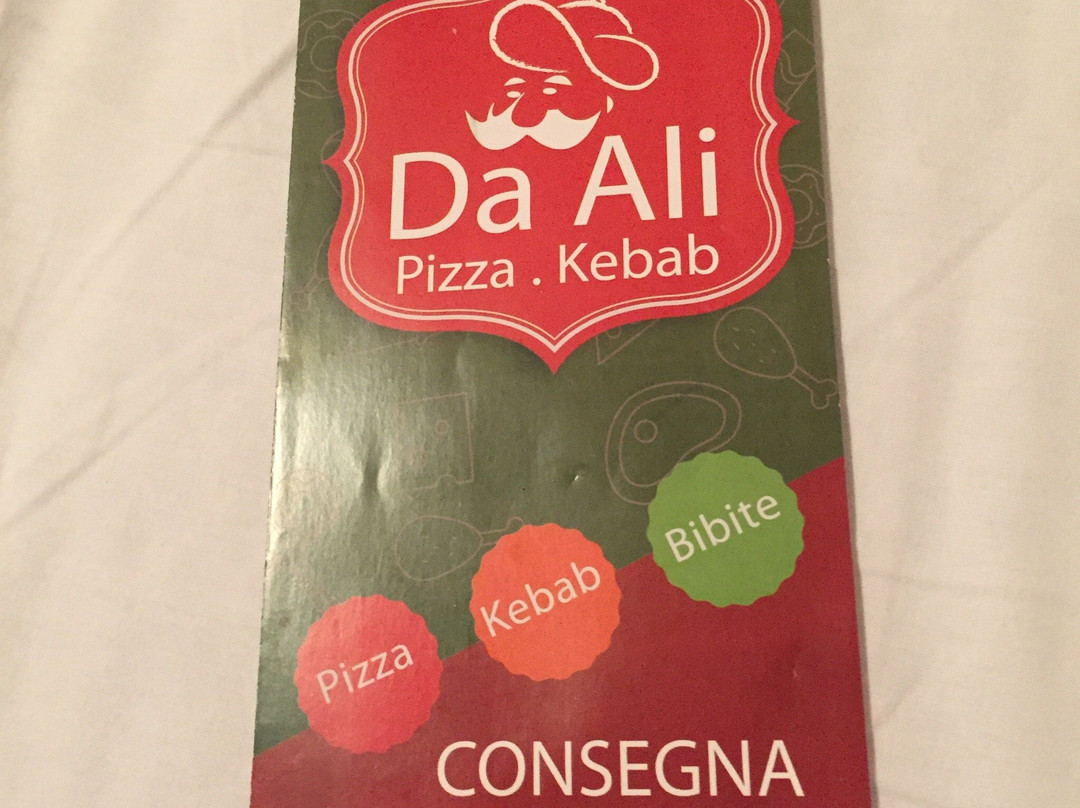 Da Ali
Pizza . Kebab
Bibite
Kebab
Pizza
CONSEGNA